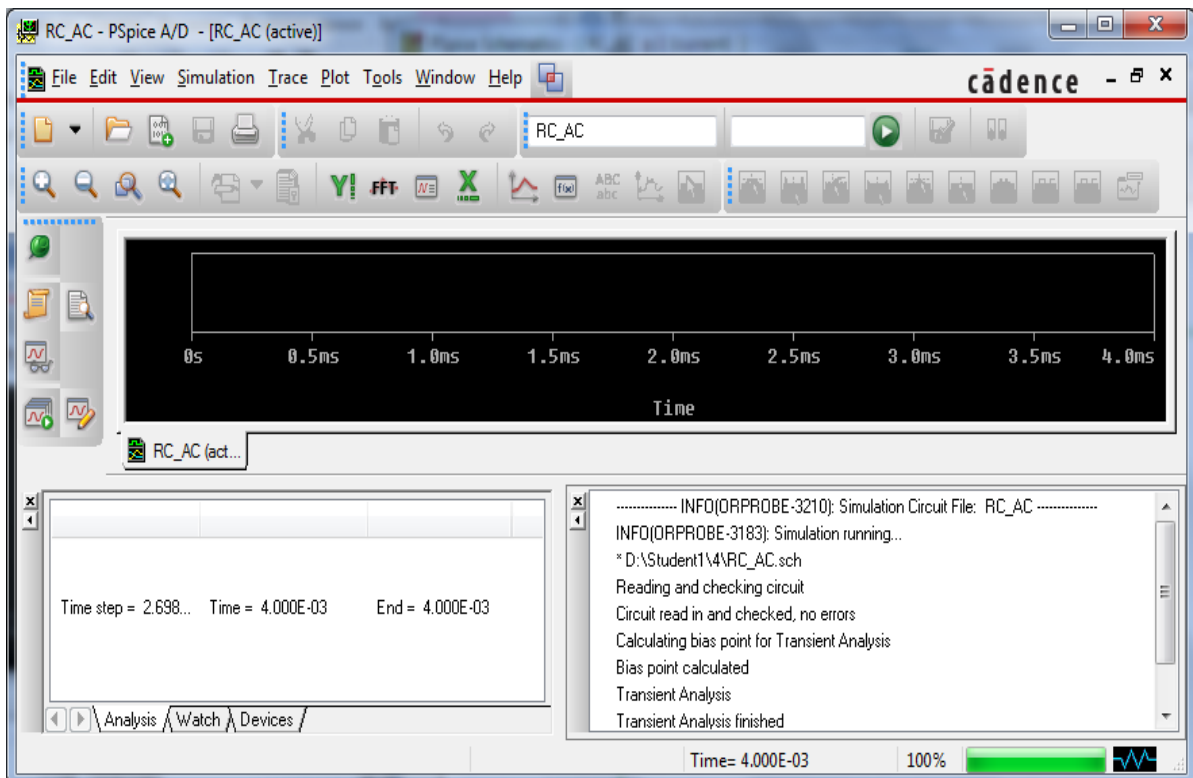 RC_AC - PSpice A/D - [RC_AC (active)]
File Edit View Simulation Trace Plot Tools Window Help
cādence
RC_AC
Y! FFT
f(x)
ABC
abc
0s 0.5ms 1.0ms 1.5ms 2.0ms 2.5ms 3.0ms 3.5ms 4.0ms
Time
RC_AC (act...
Time step = 2.698... Time = 4.000E-03 End = 4.000E-03
Analysis Watch Devices
-------------- INFO(ORPROBE-3210): Simulation Circuit File: RC_AC --------------
INFO(ORPROBE-3183): Simulation running...
* D:\Student1\4\RC_AC.sch
Reading and checking circuit
Circuit read in and checked, no errors
Calculating bias point for Transient Analysis
Bias point calculated
Transient Analysis
Transient Analysis finished
Time= 4.000E-03 100%